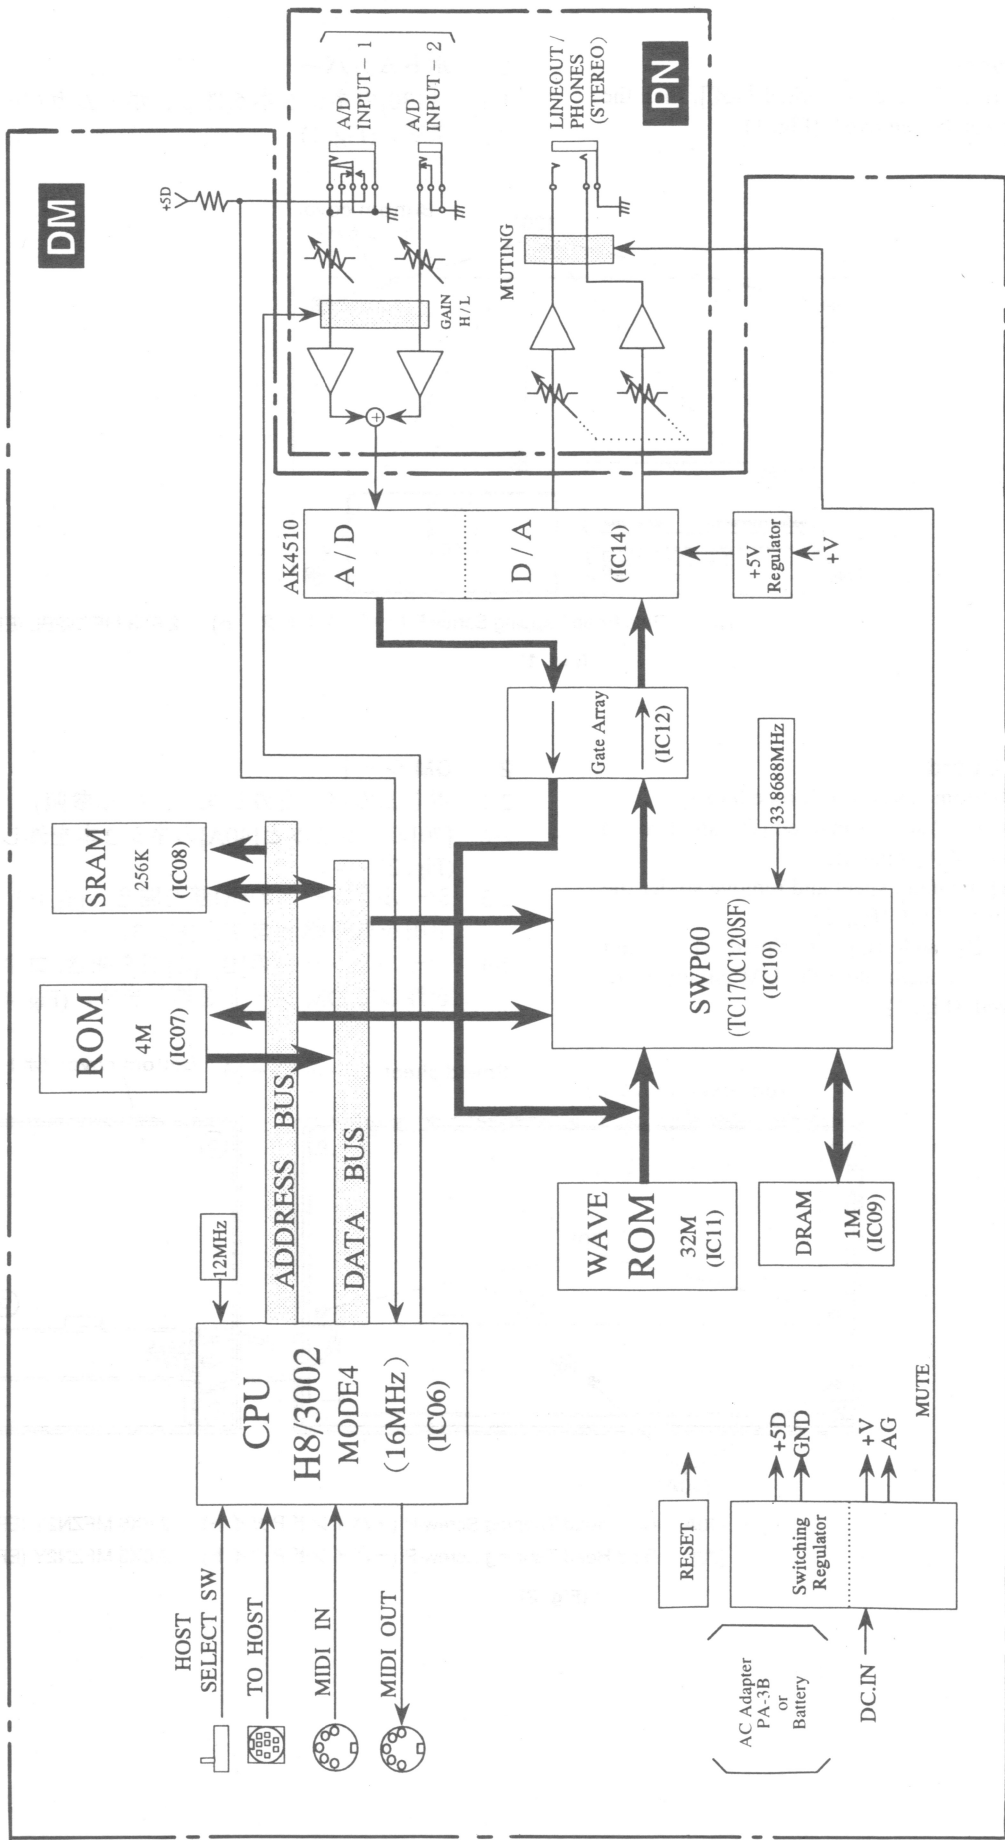 DM
PN
HOST
SELECT SW
TO HOST
MIDI IN
MIDI OUT
CPU
H8/3002
MODE4
(16MHz)
(IC06)
12MHz
ADDRESS BUS
DATA BUS
ROM
4M
(IC07)
SRAM
256K
(IC08)
+5D
A/D
INPUT-1
A/D
INPUT-2
GAIN
H/L
LINEOUT /
PHONES
(STEREO)
MUTING
AK4510
A/D
D/A
(IC14)
+5V
Regulator
+V
Gate Array
(IC12)
33.8688MHz
SWP00
(TC170C120SF)
(IC10)
WAVE
ROM
32M
(IC11)
DRAM
1M
(IC09)
RESET
Switching
Regulator
+5D
GND
+V
AG
MUTE
AC Adapter
PA-3B
or
Battery
DC.IN